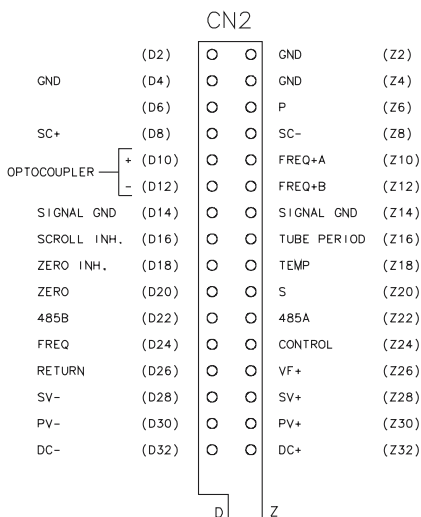 CN2
(D2) GND (Z2)
GND (D4) GND (Z4)
(D6) P (Z6)
SC+ (D8) SC- (Z8)
+ (D10) FREQ+A (Z10)
OPTOCOUPLER
- (D12) FREQ+B (Z12)
SIGNAL GND (D14) SIGNAL GND (Z14)
SCROLL INH. (D16) TUBE PERIOD (Z16)
ZERO INH. (D18) TEMP (Z18)
ZERO (D20) S (Z20)
485B (D22) 485A (Z22)
FREQ (D24) CONTROL (Z24)
RETURN (D26) VF+ (Z26)
SV- (D28) SV+ (Z28)
PV- (D30) PV+ (Z30)
DC- (D32) DC+ (Z32)
D Z